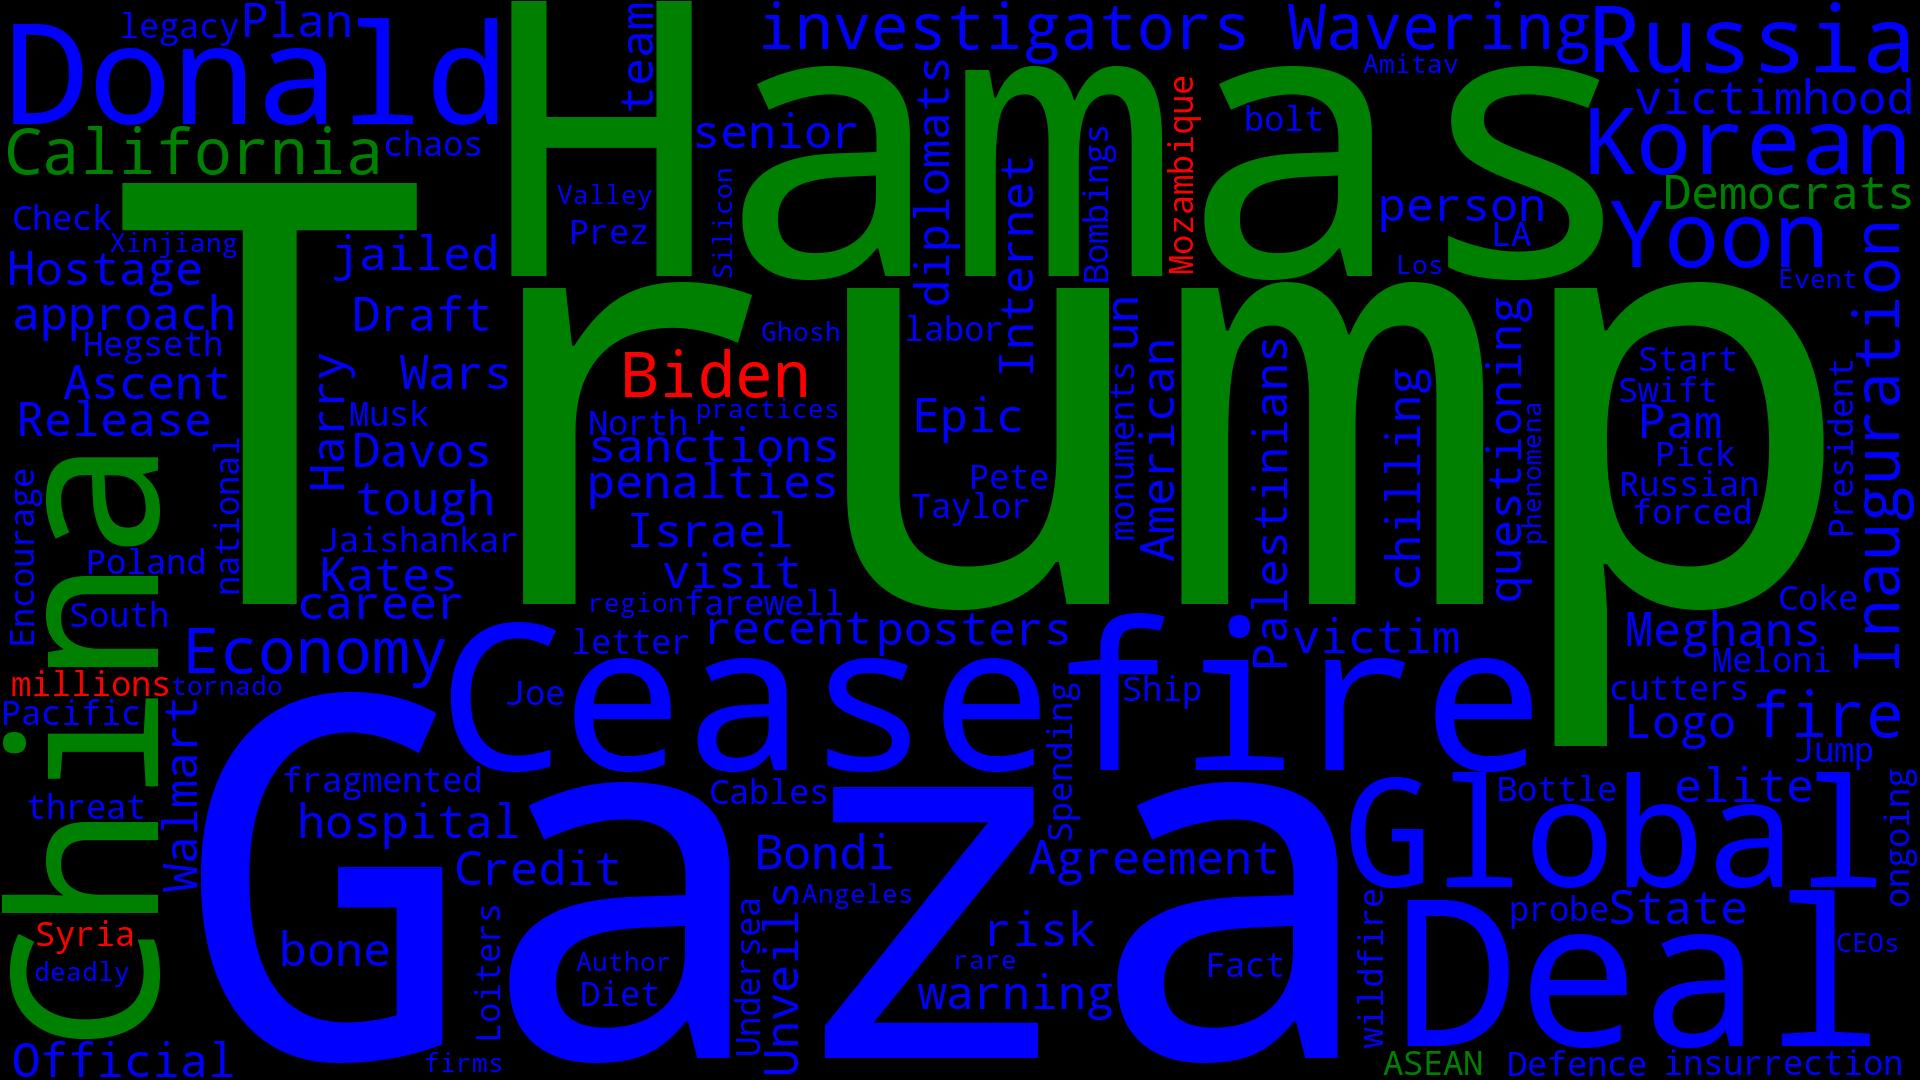 legacy
Plan
Donald
Hamas
team
investigators
Wavering
Russia
Amitav
victimhood
California
chaos
senior
diplomats
Mozambique
bolt
Korean
Democrats
Valley
Prez
Silicon
Internet
Bombings
person
LA
Los
Yoon
Event
Check
Xinjiang
Hostage
jailed
Trump
approach
Hegseth
Draft
Ghosh
labor
un
Inauguration
Ascent
Harry
Wars
Biden
Epic
monuments
American
Palestinians
chilling
questioning
phenomena
Start
Swift
Pam
Pick
Russian
forced
President
Release
Musk
North
practices
Davos
sanctions
penalties
Pete
Taylor
national
tough
Encourage
China
Poland
Jaishankar
Israel
Kates
visit
South
career
region
farewell
Coke
Economy
letter
recent
posters
victim
Meghans
Meloni
millions
tornado
Ceasefire
Joe
Ship
cutters
Pacific
Walmart
Logo
fire
Jump
threat
fragmented
hospital
Gaza
Cables
Spending
Global
Bottle
elite
ongoing
Credit
Bondi
Agreement
Angeles
wildfire
probe
State
Deal
CEOs
Syria
deadly
bone
Loiters
Author
Diet
Undersea
Unveils
risk
rare
warning
Fact
Official
firms
ASEAN
Defence
insurrection